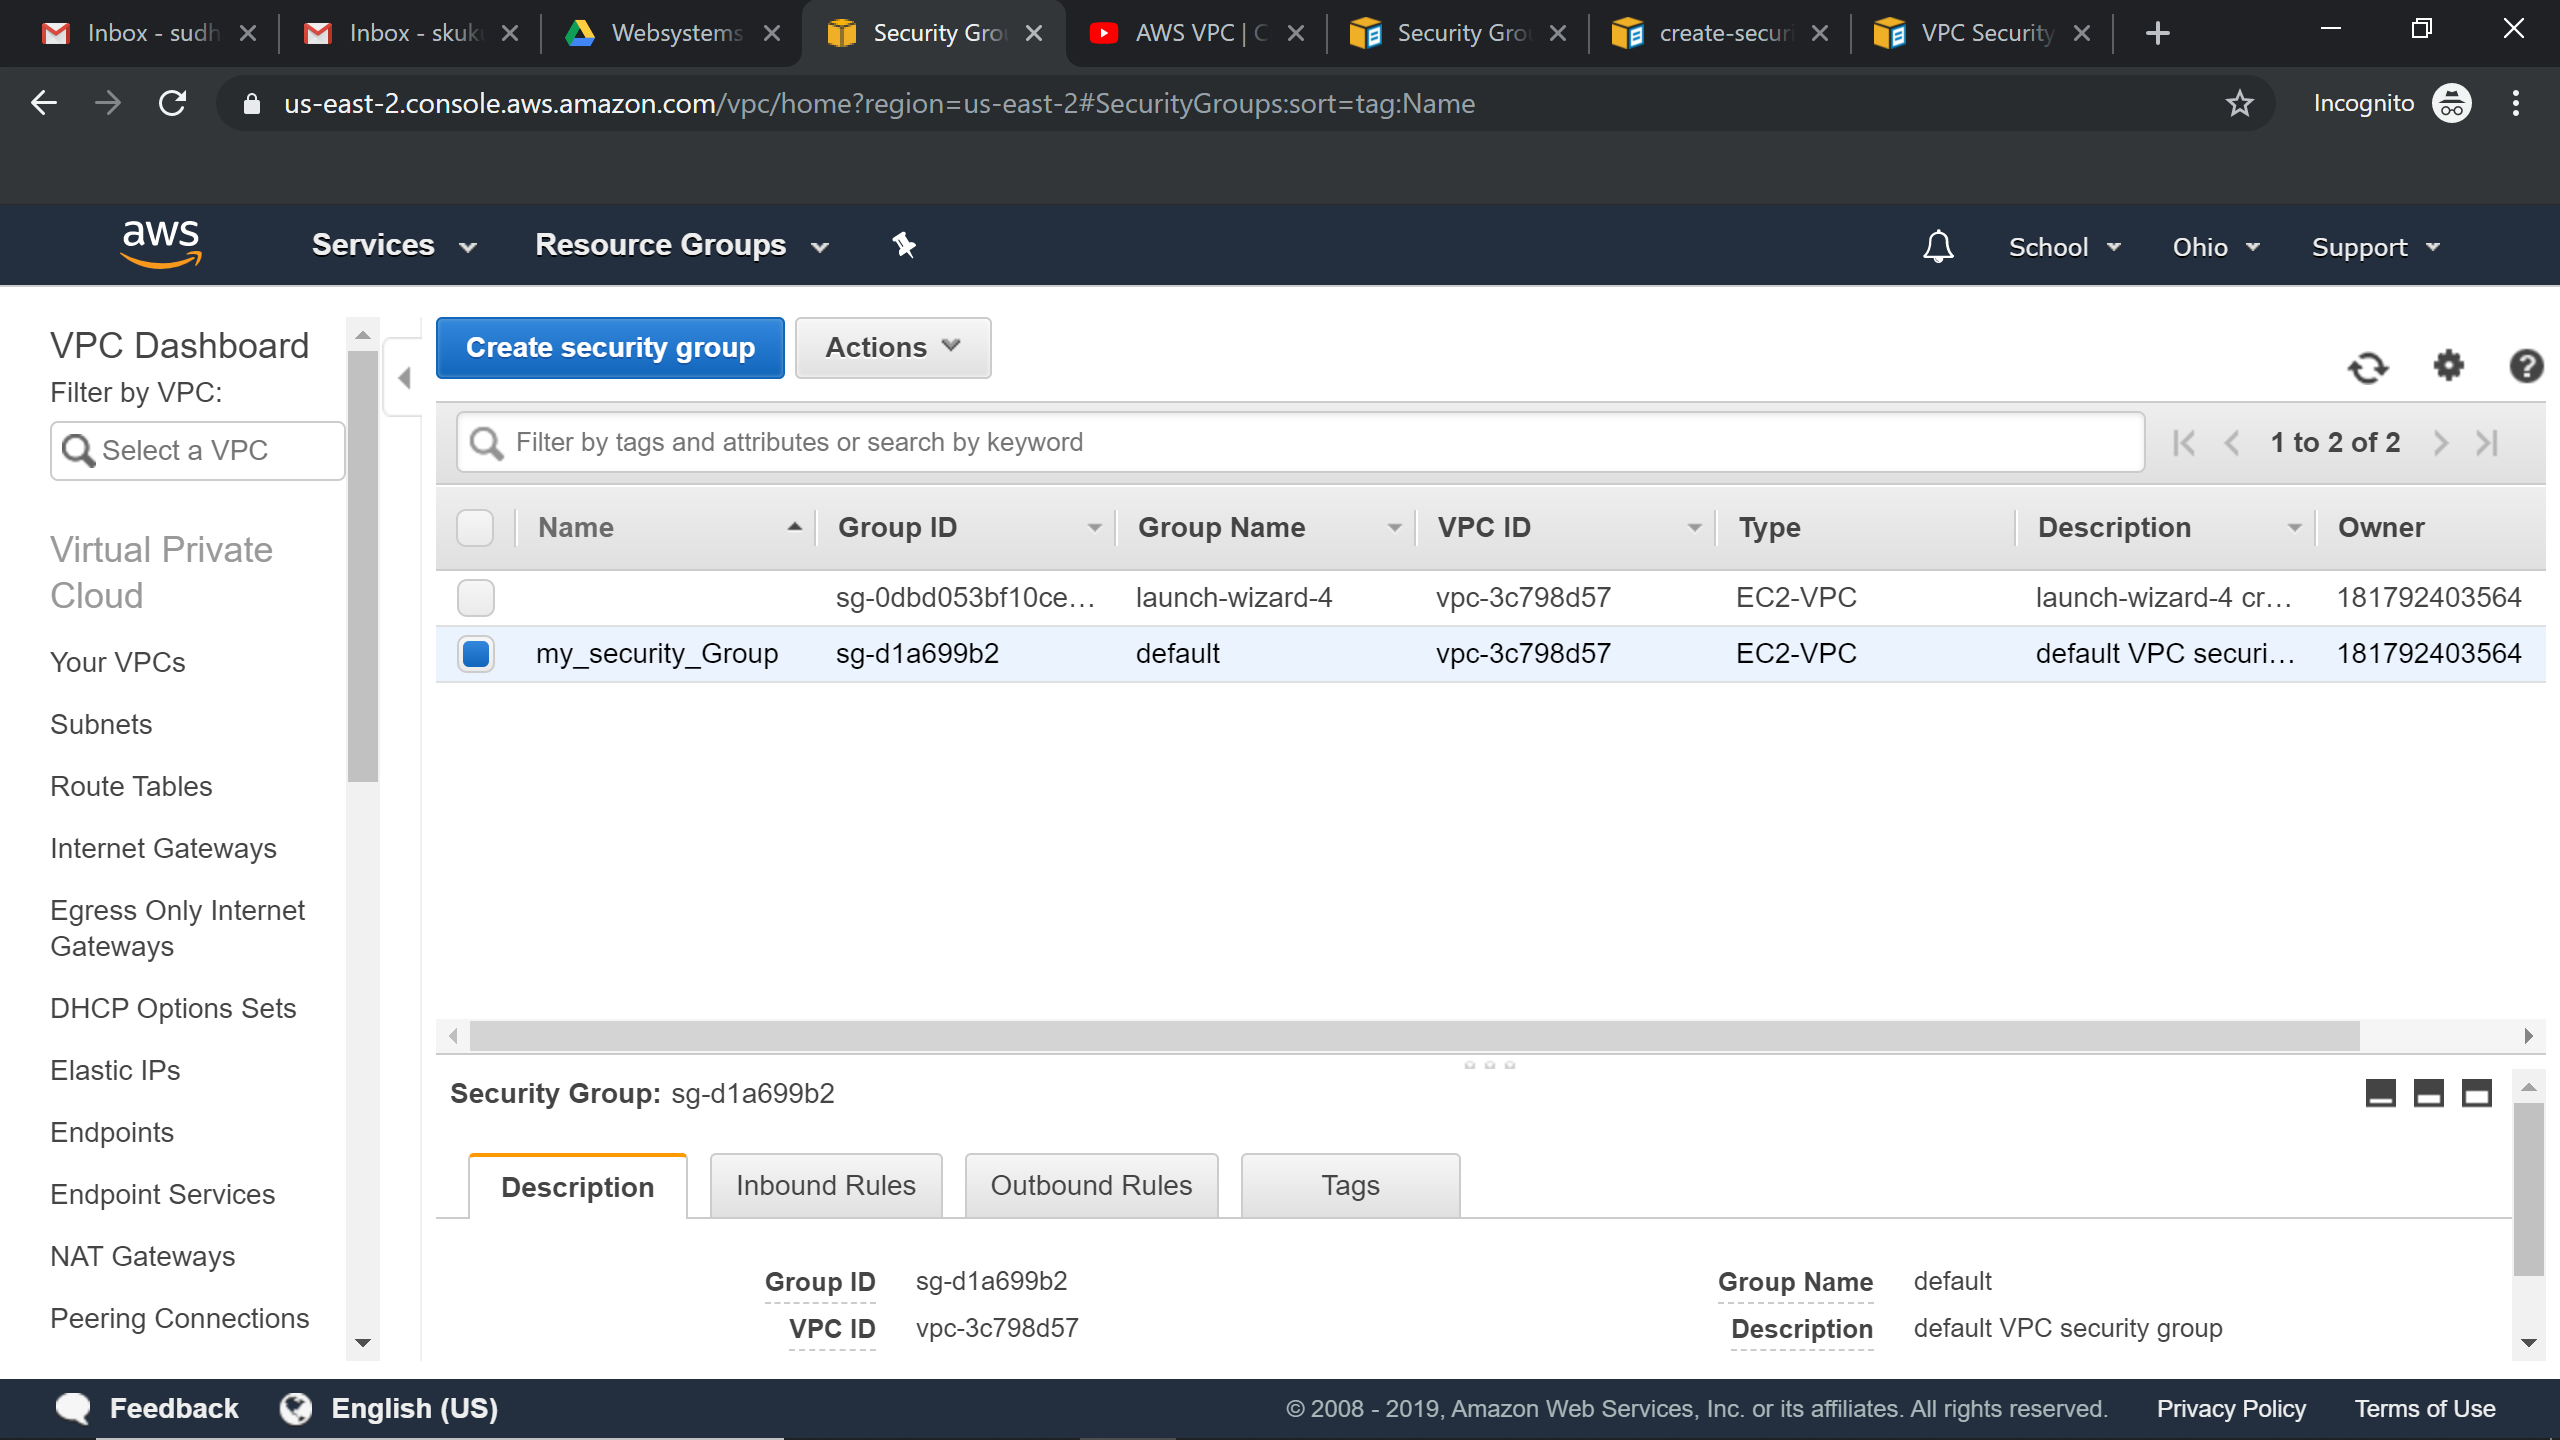 Inbox - sudh
Inbox - skuk
Websystems
Security Gro
AWS VPC | C
Security Gro
create-secur
VPC Security
us-east-2.console.aws.amazon.com/vpc/home?region=us-east-2#SecurityGroups:sort=tag:Name
Incognito
aws
Services
Resource Groups
School
Ohio
Support
VPC Dashboard
Filter by VPC:
Select a VPC
Virtual Private
Cloud
Your VPCs
Subnets
Route Tables
Internet Gateways
Egress Only Internet
Gateways
DHCP Options Sets
Elastic IPs
Endpoints
Endpoint Services
NAT Gateways
Peering Connections
Create security group
Actions
Filter by tags and attributes or search by keyword
1 to 2 of 2
Name Group ID Group Name VPC ID Type Description Owner
sg-0dbd053bf10ce... launch-wizard-4 vpc-3c798d57 EC2-VPC launch-wizard-4 cr... 181792403564
my_security_Group sg-d1a699b2 default vpc-3c798d57 EC2-VPC default VPC securi... 181792403564
Security Group: sg-d1a699b2
Description
Inbound Rules
Outbound Rules
Tags
Group ID sg-d1a699b2
Group Name default
VPC ID vpc-3c798d57
Description default VPC security group
Feedback
English (US)
© 2008 - 2019, Amazon Web Services, Inc. or its affiliates. All rights reserved.
Privacy Policy
Terms of Use